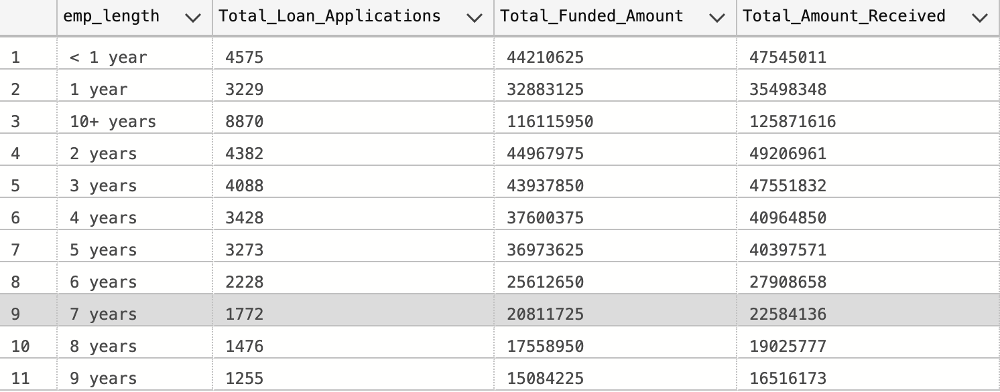 emp_length Total_Loan_Applications Total_Funded_Amount Total_Amount_Received
1 < 1 year 4575 44210625 47545011
2 1 year 3229 32883125 35498348
3 10+ years 8870 116115950 125871616
4 2 years 4382 44967975 49206961
5 3 years 4088 43937850 47551832
6 4 years 3428 37600375 40964850
7 5 years 3273 36973625 40397571
8 6 years 2228 25612650 27908658
9 7 years 1772 20811725 22584136
10 8 years 1476 17558950 19025777
11 9 years 1255 15084225 16516173